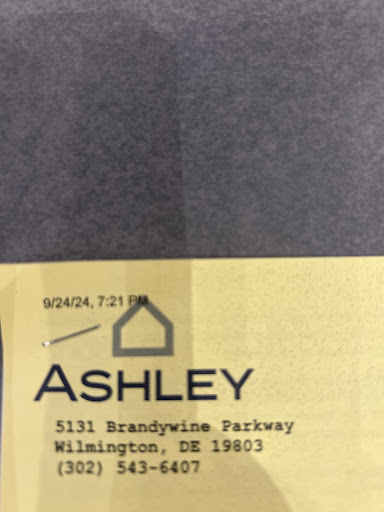 9/24/24, 7:21 PM
ASHLEY
5131 Brandywine Parkway
Wilmington, DE 19803
(302) 543-6407